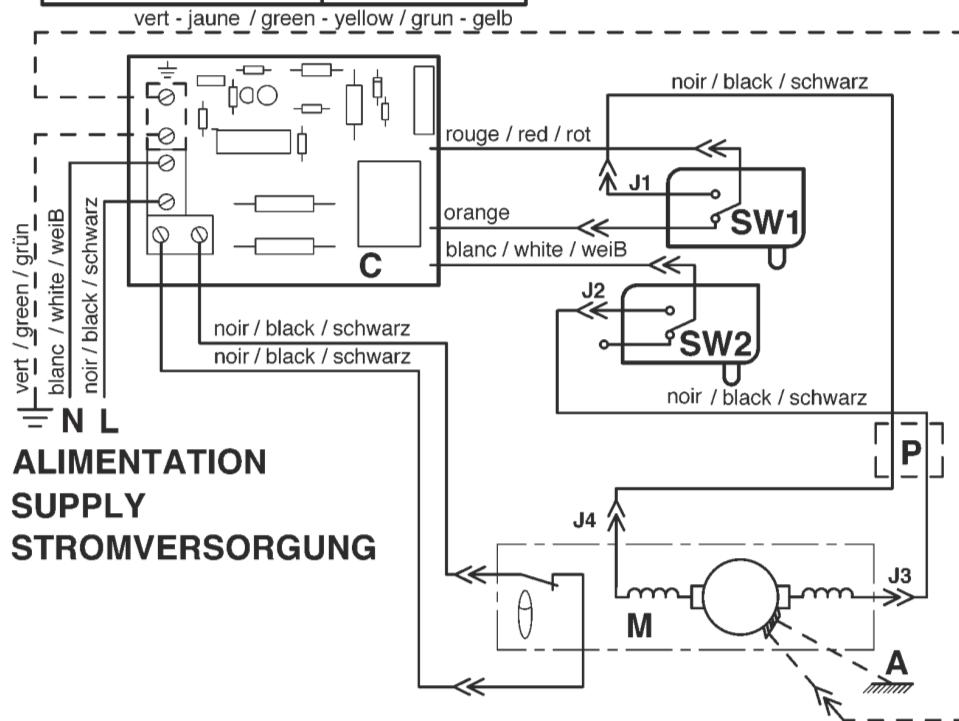 vert - jaune / green - yellow / grun - gelb
noir / black / schwarz
rouge / red / rot
J1
SW1
orange
blanc / white / weiB
C
J2
SW2
vert / green / grün
blanc / white / weiB
noir / black / schwarz
noir / black / schwarz
noir / black / schwarz
noir / black / schwarz
N L
P
ALIMENTATION
SUPPLY
STROMVERSORGUNG
J4
J3
M
A